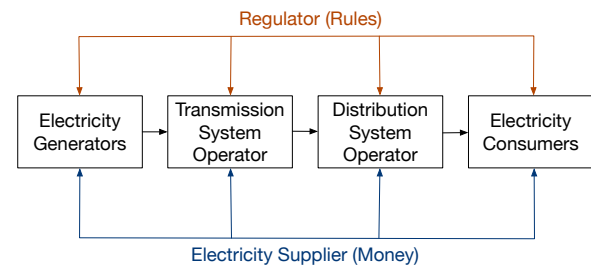 Regulator (Rules)
Electricity
Generators
Transmission
System
Operator
Distribution
System
Operator
Electricity
Consumers
Electricity Supplier (Money)